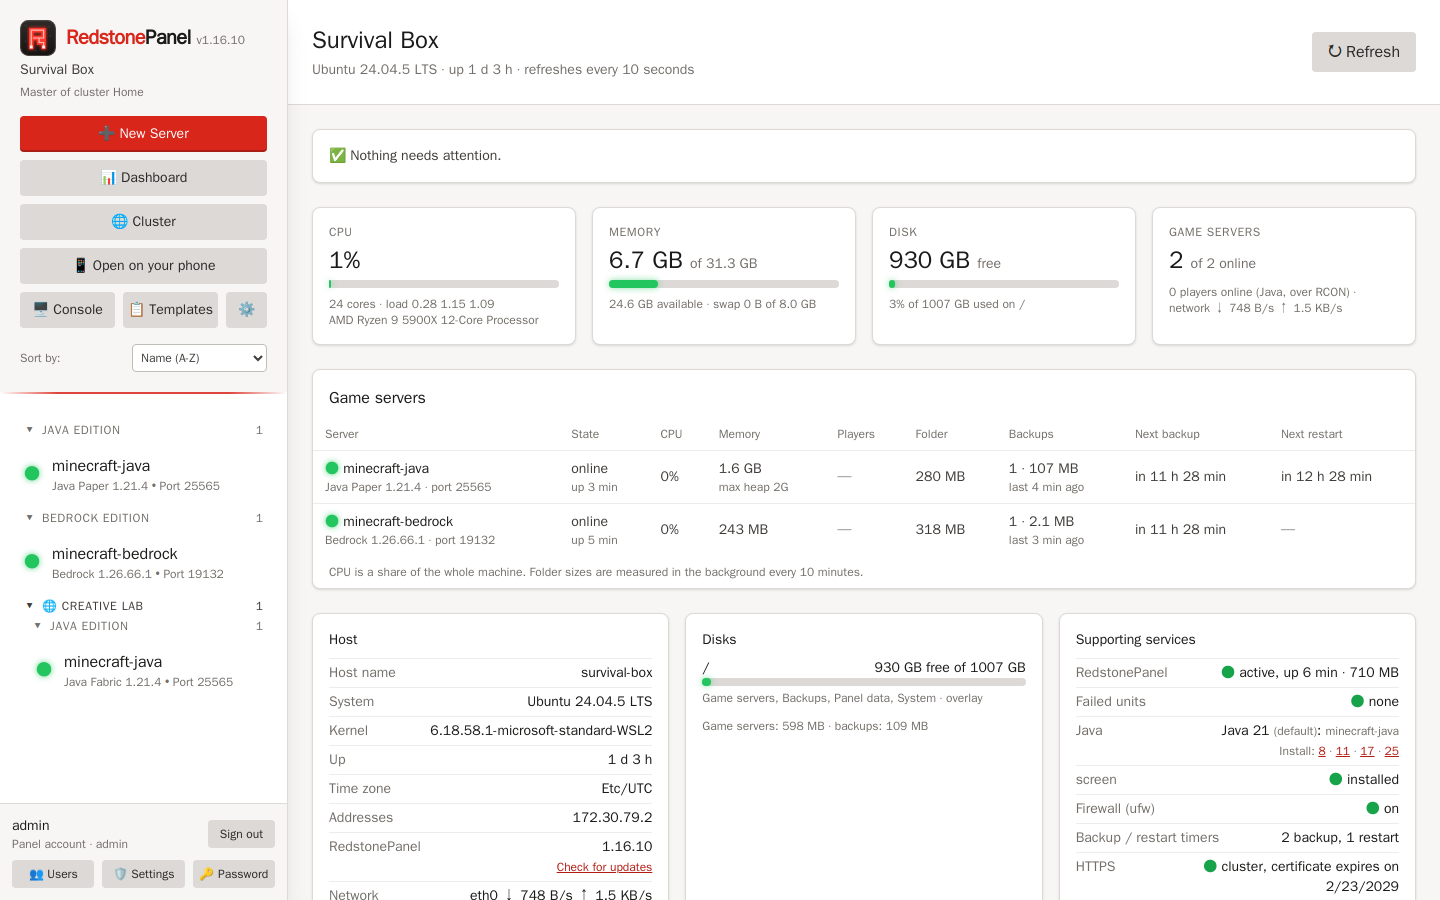 RedstonePanel v1.16.10
Survival Box
Master of cluster Home
➕ New Server
📊 Dashboard
🌐 Cluster
📱 Open on your phone
🖥️ Console
📋 Templates
⚙️
Sort by:
Name (A-Z)
▼ JAVA EDITION 1
minecraft-java
Java Paper 1.21.4 • Port 25565
▼ BEDROCK EDITION 1
minecraft-bedrock
Bedrock 1.26.66.1 • Port 19132
▼ 🌐 CREATIVE LAB 1
▼ JAVA EDITION 1
minecraft-java
Java Fabric 1.21.4 • Port 25565
admin
Panel account · admin
Sign out
👥 Users
🛡️ Settings
🔑 Password
Survival Box
Ubuntu 24.04.5 LTS · up 1 d 3 h · refreshes every 10 seconds
↻ Refresh
✅ Nothing needs attention.
CPU
1%
24 cores · load 0.28 1.15 1.09
AMD Ryzen 9 5900X 12-Core Processor
MEMORY
6.7 GB of 31.3 GB
24.6 GB available · swap 0 B of 8.0 GB
DISK
930 GB free
3% of 1007 GB used on /
GAME SERVERS
2 of 2 online
0 players online (Java, over RCON) ·
network ↓ 748 B/s ↑ 1.5 KB/s
Game servers
Server State CPU Memory Players Folder Backups Next backup Next restart
minecraft-java online 0% 1.6 GB — 280 MB 1 · 107 MB in 11 h 28 min in 12 h 28 min
Java Paper 1.21.4 · port 25565 up 3 min max heap 2G last 4 min ago
minecraft-bedrock online 0% 243 MB — 318 MB 1 · 2.1 MB in 11 h 28 min —
Bedrock 1.26.66.1 · port 19132 up 5 min last 3 min ago
CPU is a share of the whole machine. Folder sizes are measured in the background every 10 minutes.
Host
Host name survival-box
System Ubuntu 24.04.5 LTS
Kernel 6.18.58.1-microsoft-standard-WSL2
Up 1 d 3 h
Time zone Etc/UTC
Addresses 172.30.79.2
RedstonePanel 1.16.10
Check for updates
Network eth0 ↓ 748 B/s ↑ 1.5 KB/s
Disks
/ 930 GB free of 1007 GB
Game servers, Backups, Panel data, System · overlay
Game servers: 598 MB · backups: 109 MB
Supporting services
RedstonePanel active, up 6 min · 710 MB
Failed units none
Java Java 21 (default): minecraft-java
Install: 8 · 11 · 17 · 25
screen installed
Firewall (ufw) on
Backup / restart timers 2 backup, 1 restart
HTTPS cluster, certificate expires on
2/23/2029